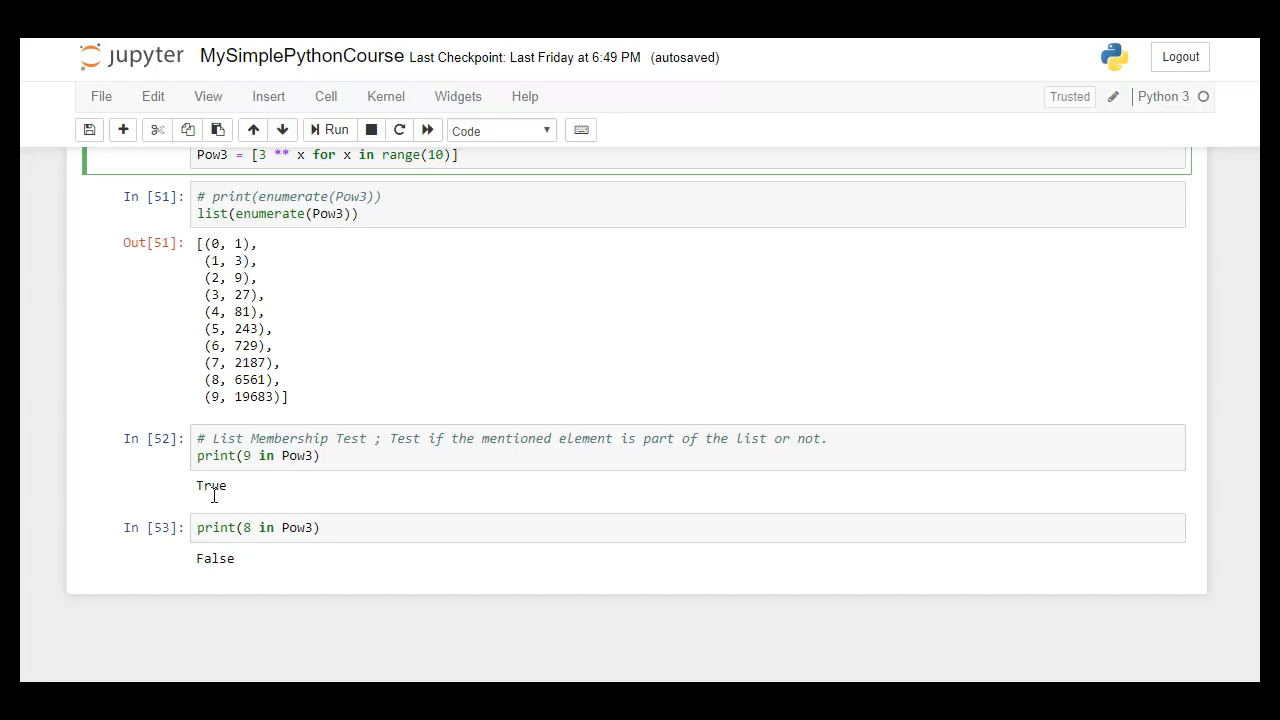 jupyter MySimplePythonCourse Last Checkpoint: Last Friday at 6:49 PM (autosaved) Logout
File Edit View Insert Cell Kernel Widgets Help Trusted Python 3
Run Code
Pow3 = [3 ** x for x in range(10)]
In [51]: # print(enumerate(Pow3))
list(enumerate(Pow3))
Out[51]: [(0, 1),
(1, 3),
(2, 9),
(3, 27),
(4, 81),
(5, 243),
(6, 729),
(7, 2187),
(8, 6561),
(9, 19683)]
In [52]: # List Membership Test ; Test if the mentioned element is part of the list or not.
print(9 in Pow3)
True
In [53]: print(8 in Pow3)
False